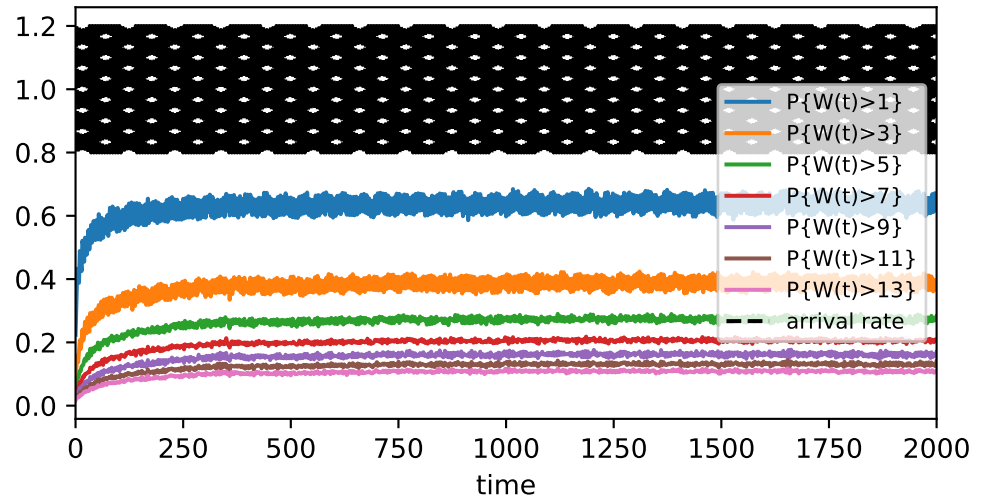 1.2
1.0
0.8
0.6
0.4
0.2
0.0
P{W(t)>1}
P{W(t)>3}
P{W(t)>5}
P{W(t)>7}
P{W(t)>9}
P{W(t)>11}
P{W(t)>13}
arrival rate
0 250 500 750 1000 1250 1500 1750 2000
time